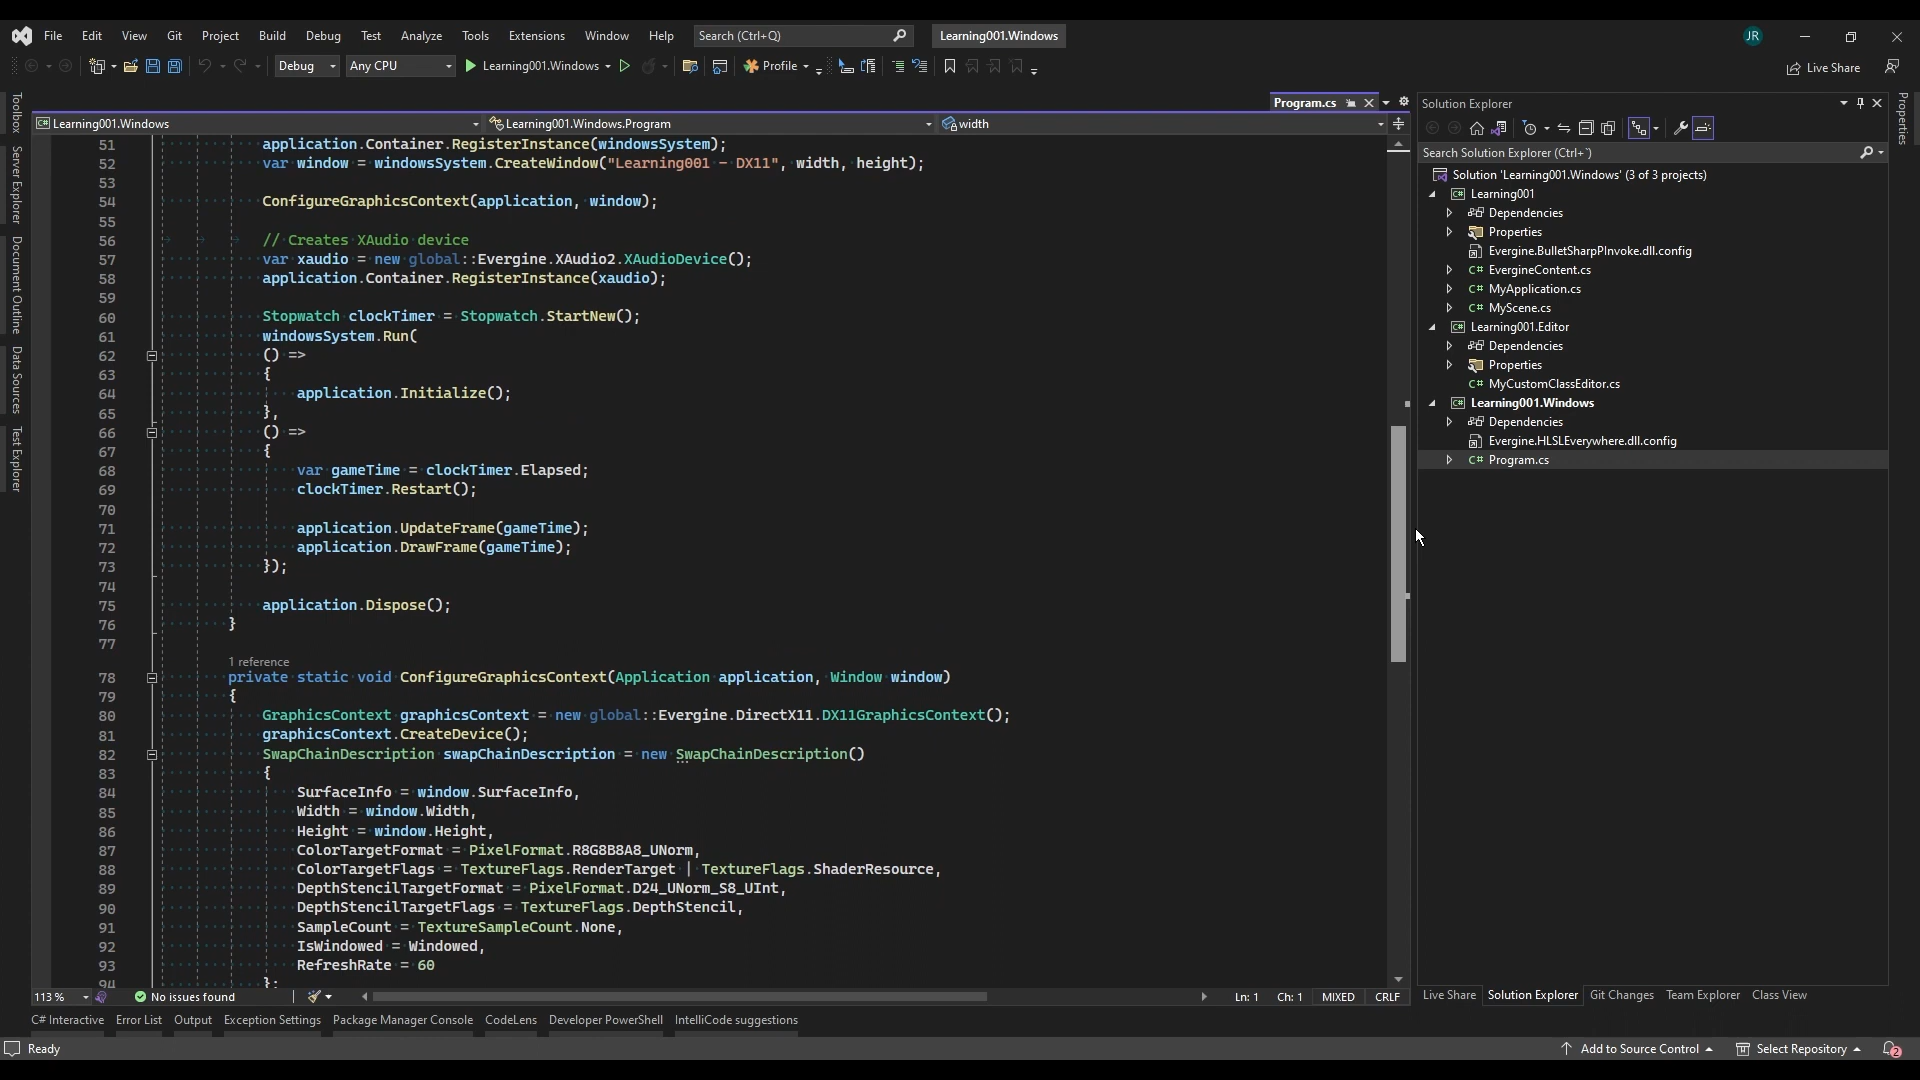 File Edit View Git Project Build Debug Test Analyze Tools Extensions Window Help Search (Ctrl+Q) Learning001.Windows JR
Debug Any CPU Learning001.Windows Profile Live Share
Toolbox
Server Explorer
Document Outline
Data Sources
Test Explorer
Program.cs
Learning001.Windows Learning001.Windows.Program width
51 application.Container.RegisterInstance(windowsSystem);
52 var window = windowsSystem.CreateWindow("Learning001 - DX11", width, height);
53
54 ConfigureGraphicsContext(application, window);
55
56 // Creates XAudio device
57 var xaudio = new global::Evergine.XAudio2.XAudioDevice();
58 application.Container.RegisterInstance(xaudio);
59
60 Stopwatch clockTimer = Stopwatch.StartNew();
61 windowsSystem.Run(
62 () =>
63 {
64 application.Initialize();
65 },
66 () =>
67 {
68 var gameTime = clockTimer.Elapsed;
69 clockTimer.Restart();
70
71 application.UpdateFrame(gameTime);
72 application.DrawFrame(gameTime);
73 });
74
75 application.Dispose();
76 }
77
1 reference
78 private static void ConfigureGraphicsContext(Application application, Window window)
79 {
80 GraphicsContext graphicsContext = new global::Evergine.DirectX11.DX11GraphicsContext();
81 graphicsContext.CreateDevice();
82 SwapChainDescription swapChainDescription = new SwapChainDescription()
83 {
84 SurfaceInfo = window.SurfaceInfo,
85 Width = window.Width,
86 Height = window.Height,
87 ColorTargetFormat = PixelFormat.R8G8B8A8_UNorm,
88 ColorTargetFlags = TextureFlags.RenderTarget | TextureFlags.ShaderResource,
89 DepthStencilTargetFormat = PixelFormat.D24_UNorm_S8_UInt,
90 DepthStencilTargetFlags = TextureFlags.DepthStencil,
91 SampleCount = TextureSampleCount.None,
92 IsWindowed = Windowed,
93 RefreshRate = 60
94 };
113 % No issues found Ln: 1 Ch: 1 MIXED CRLF
Solution Explorer
Search Solution Explorer (Ctrl+`)
Solution 'Learning001.Windows' (3 of 3 projects)
Learning001
Dependencies
Properties
Evergine.BulletSharpPInvoke.dll.config
C# EvergineContent.cs
C# MyApplication.cs
C# MyScene.cs
Learning001.Editor
Dependencies
Properties
C# MyCustomClassEditor.cs
Learning001.Windows
Dependencies
Evergine.HLSLEverywhere.dll.config
C# Program.cs
Properties
Live Share Solution Explorer Git Changes Team Explorer Class View
C# Interactive Error List Output Exception Settings Package Manager Console CodeLens Developer PowerShell IntelliCode suggestions
Ready Add to Source Control Select Repository 2